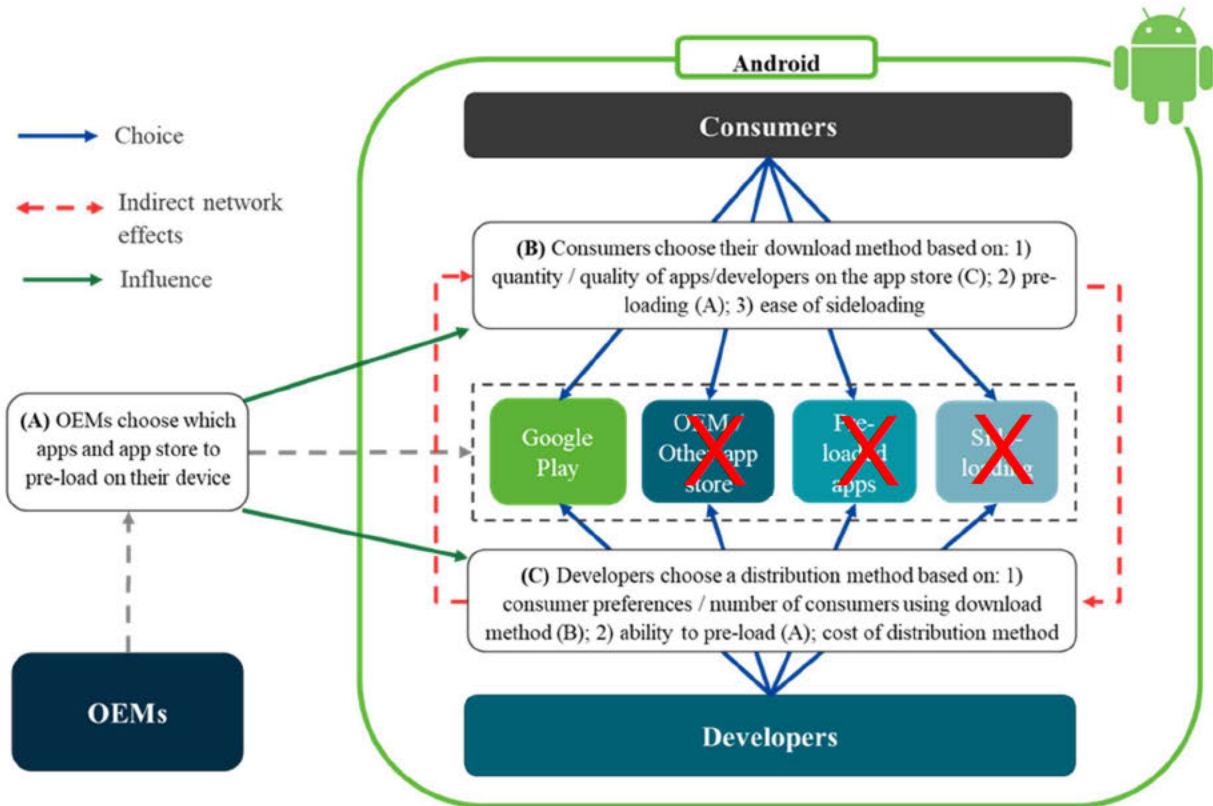 Android
Consumers
Choice
Indirect network
effects
Influence
(B) Consumers choose their download method based on: 1)
quantity / quality of apps/developers on the app store (C); 2) pre-
loading (A); 3) ease of sideloading
(A) OEMs choose which
apps and app store to
pre-load on their device
Google
Play
OEM /
Other app
store
Pre-
loaded
apps
loading
(C) Developers choose a distribution method based on: 1)
consumer preferences / number of consumers using download
method (B); 2) ability to pre-load (A); cost of distribution method
OEMs
Developers